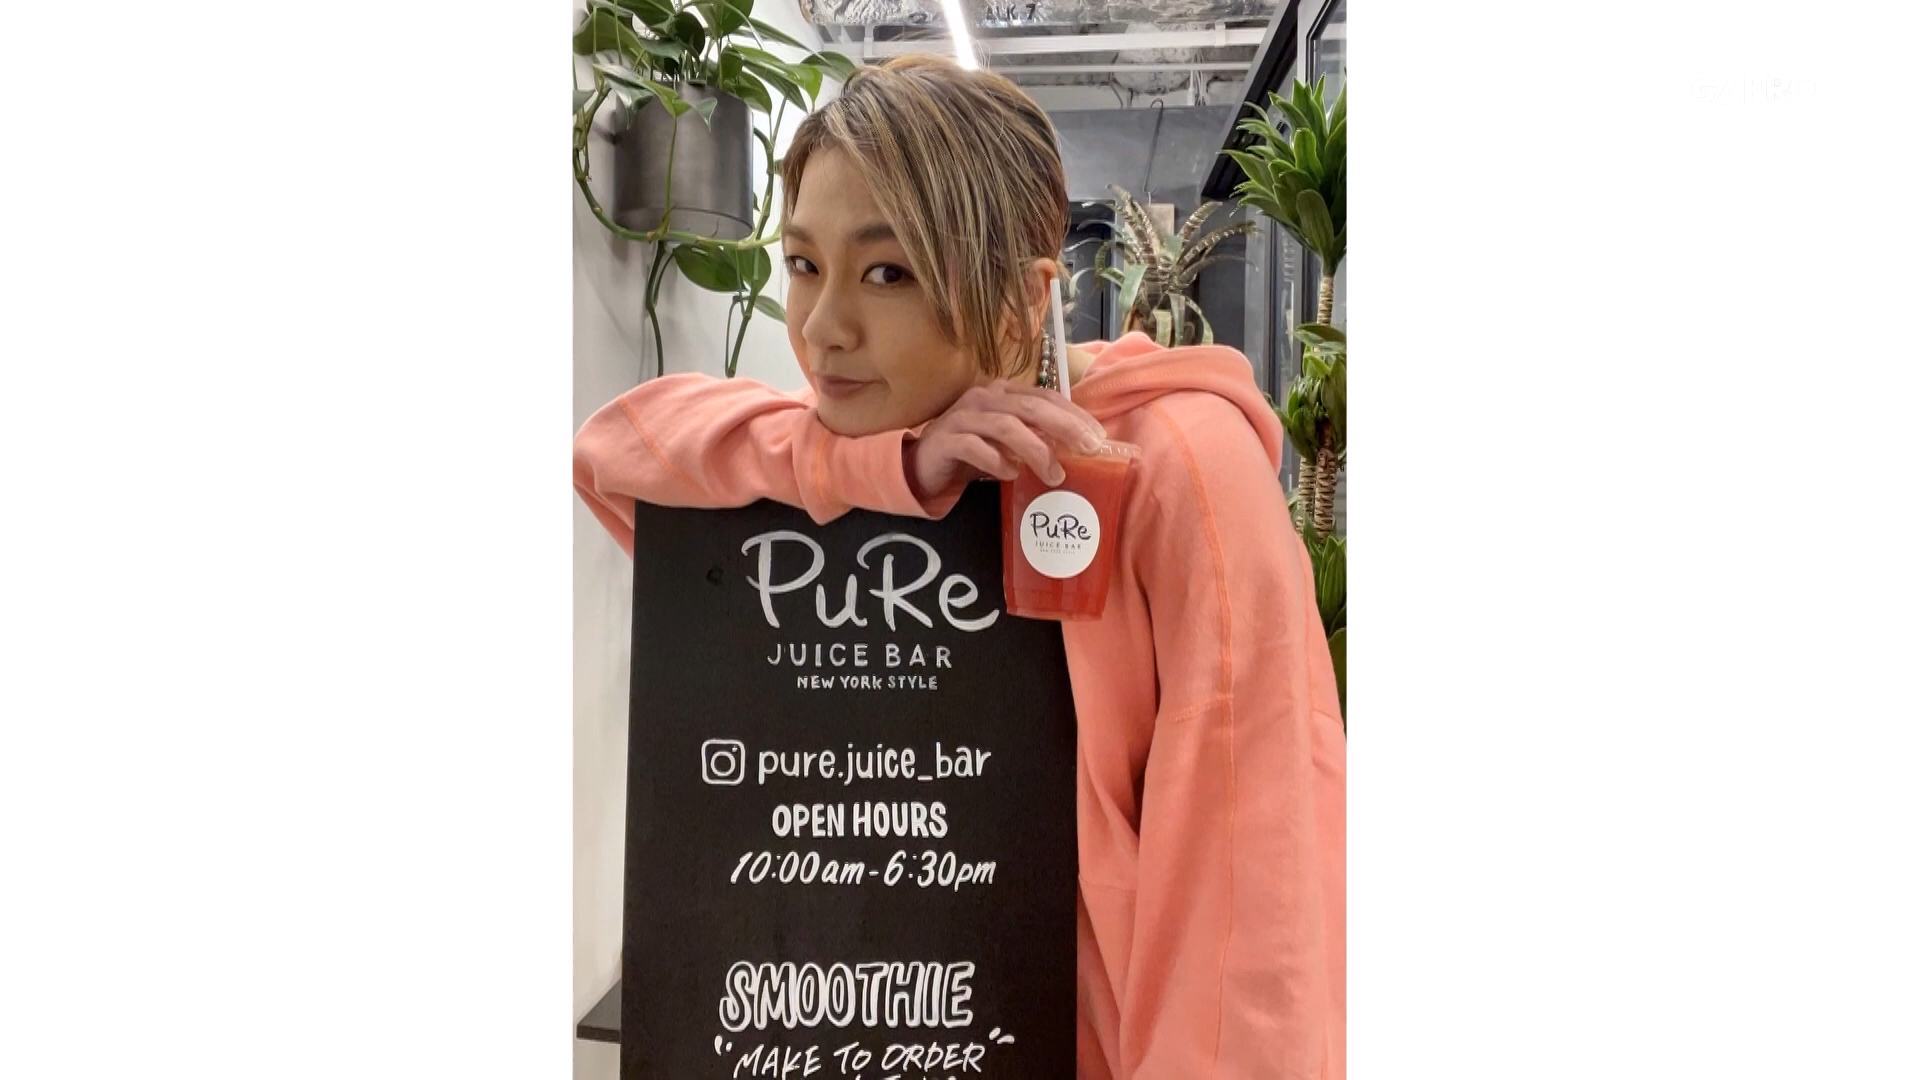 PuRe
JUICE BAR
NEW YORK STYLE
pure.juice_bar
OPEN HOURS
10:00am-6:30pm
SMOOTHIE
"MAKE TO ORDER"
PuRe
JUICE BAR